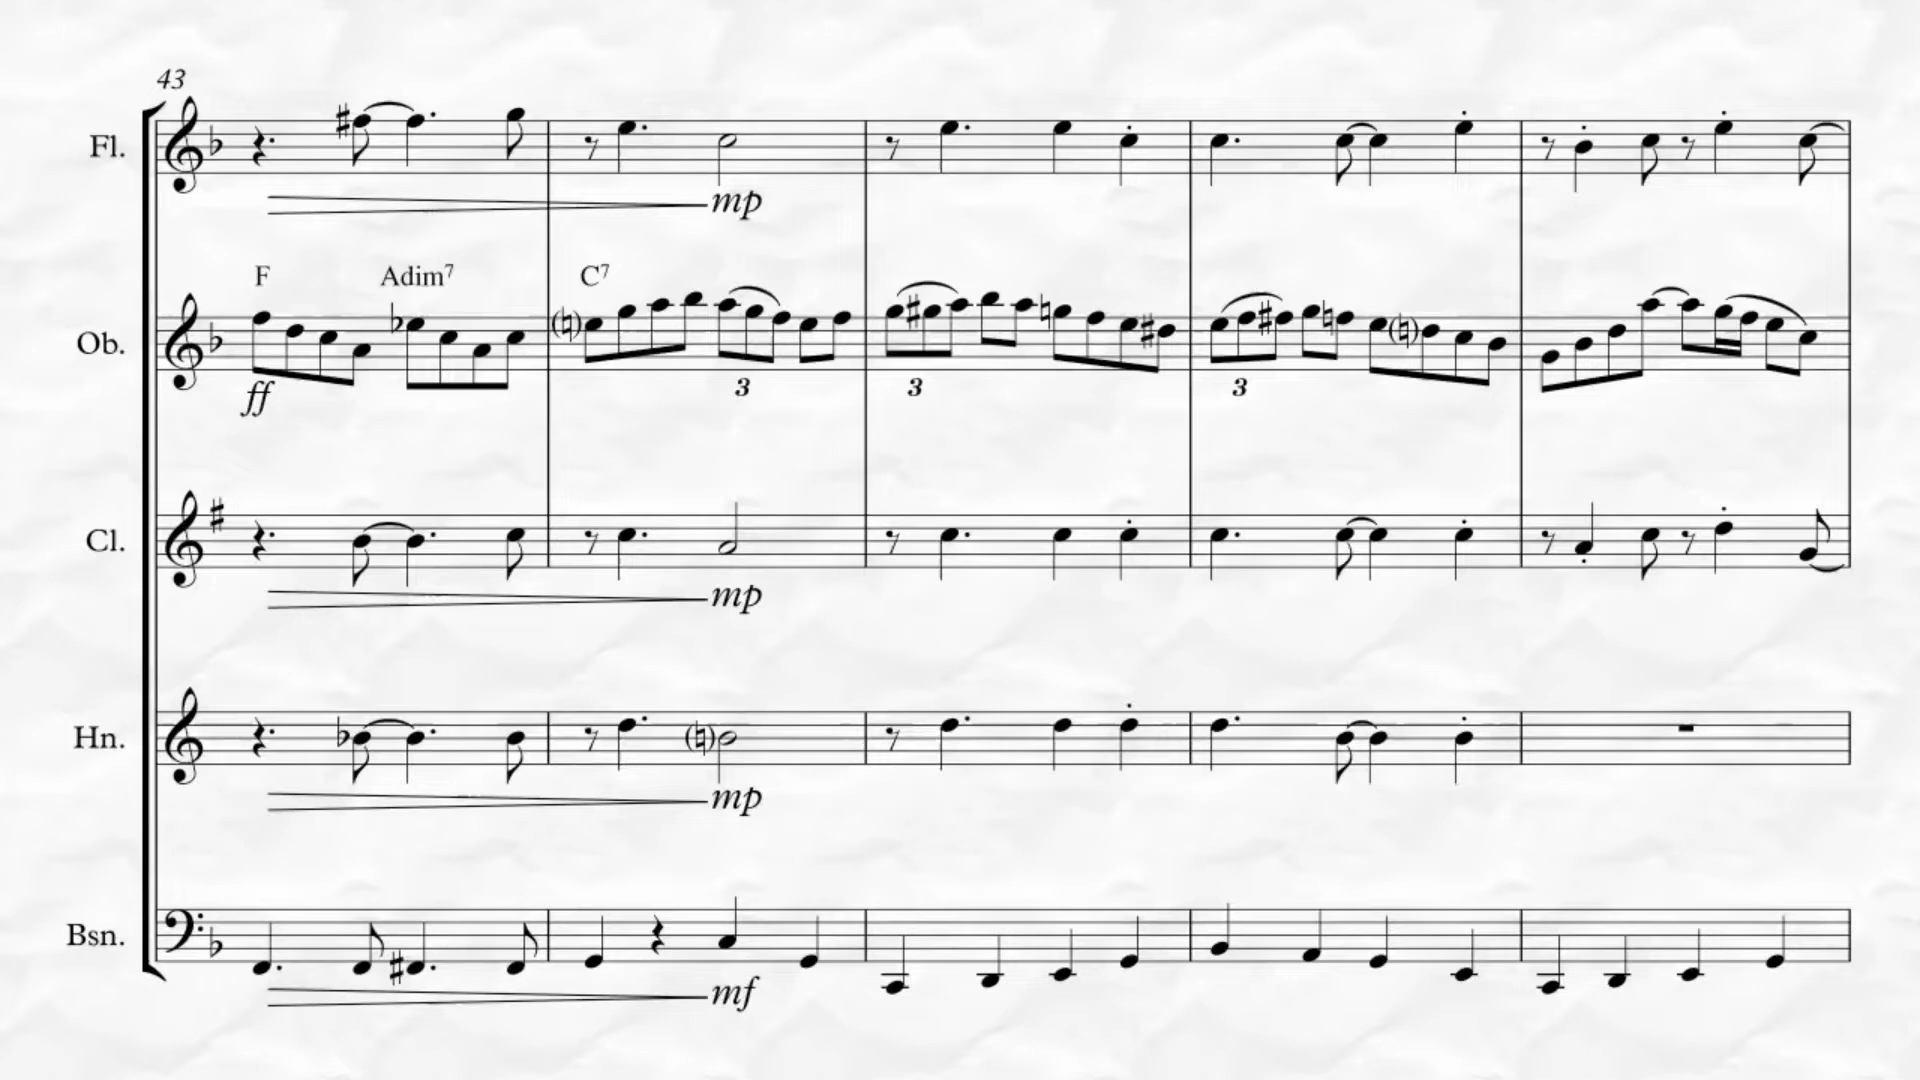 43
Fl.
mp
F Adim7 C7
Ob.
ff 3 3 3
Cl.
mp
Hn.
mp
Bsn.
mf